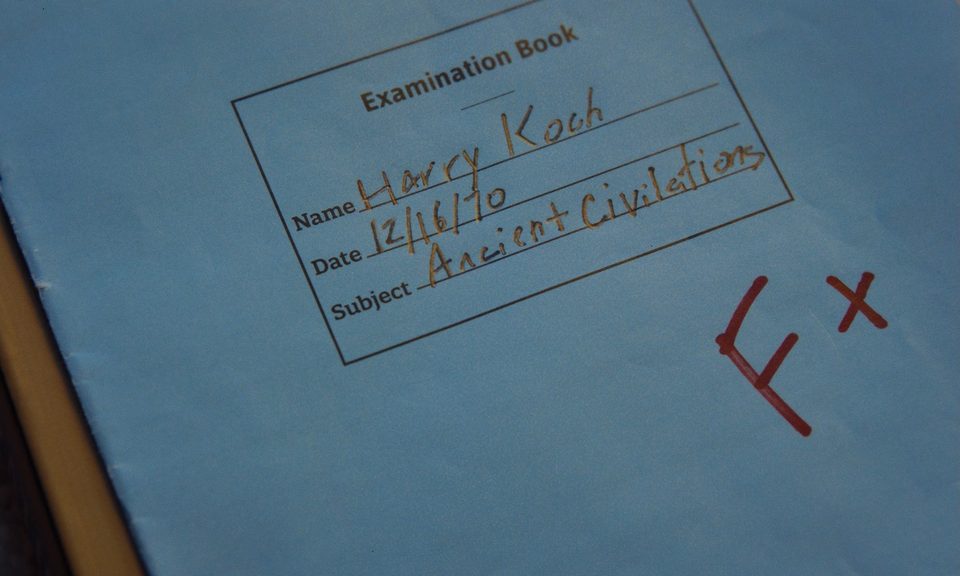 Examination Book
Name Harry Koch
Date 12/16/70
Subject Ancient Civilations
F x